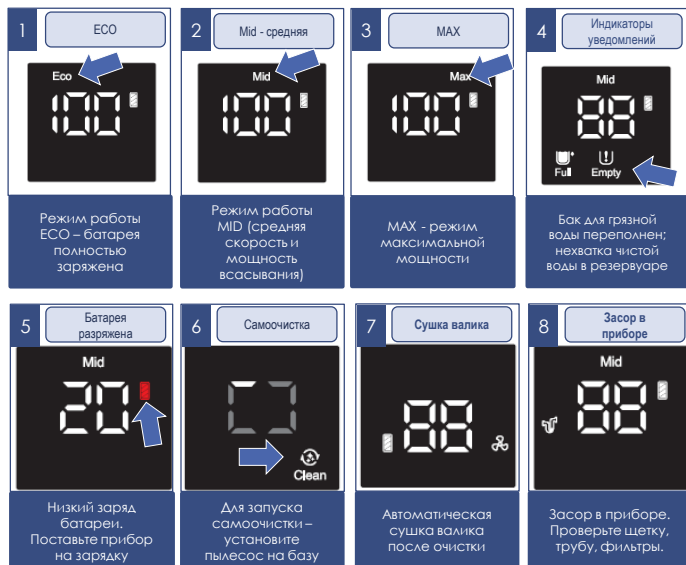 1
ECO
Eco
100
Режим работы
ECO – батарея
полностью
заряжена
2
Mid - средняя
Mid
100
Режим работы
MID (средняя
скорость и
мощность
всасывания)
3
MAX
Max
100
MAX - режим
максимальной
мощности
4
Индикаторы
уведомлений
Mid
88
Full Empty
Бак для грязной
воды переполнен;
нехватка чистой
воды в резервуаре
5
Батарея
разряжена
Mid
20
Низкий заряд
батареи.
Поставьте прибор
на зарядку
6
Самоочистка
Clean
Для запуска
самоочистки –
установите
пылесос на базу
7
Сушка валика
88
Автоматическая
сушка валика
после очистки
8
Засор в
приборе
Mid
88
Засор в приборе.
Проверьте щетку,
трубу, фильтры.